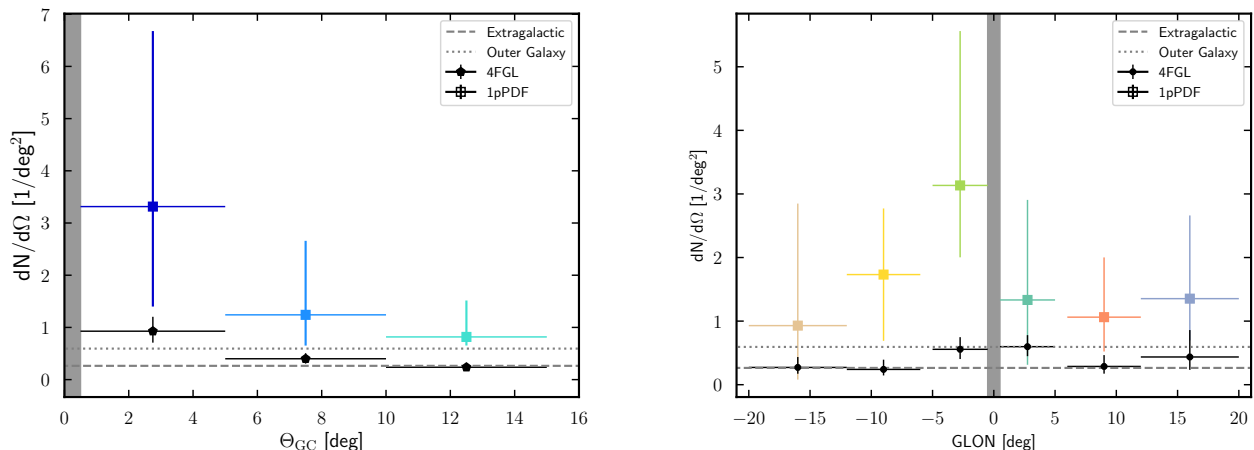 7
6
5
4
3
2
1
0
dN/dΩ [1/deg²]
Extragalactic
Outer Galaxy
4FGL
1pPDF
0 2 4 6 8 10 12 14 16
Θ_GC [deg]
5
4
3
2
1
0
dN/dΩ [1/deg²]
Extragalactic
Outer Galaxy
4FGL
1pPDF
−20 −15 −10 −5 0 5 10 15 20
GLON [deg]